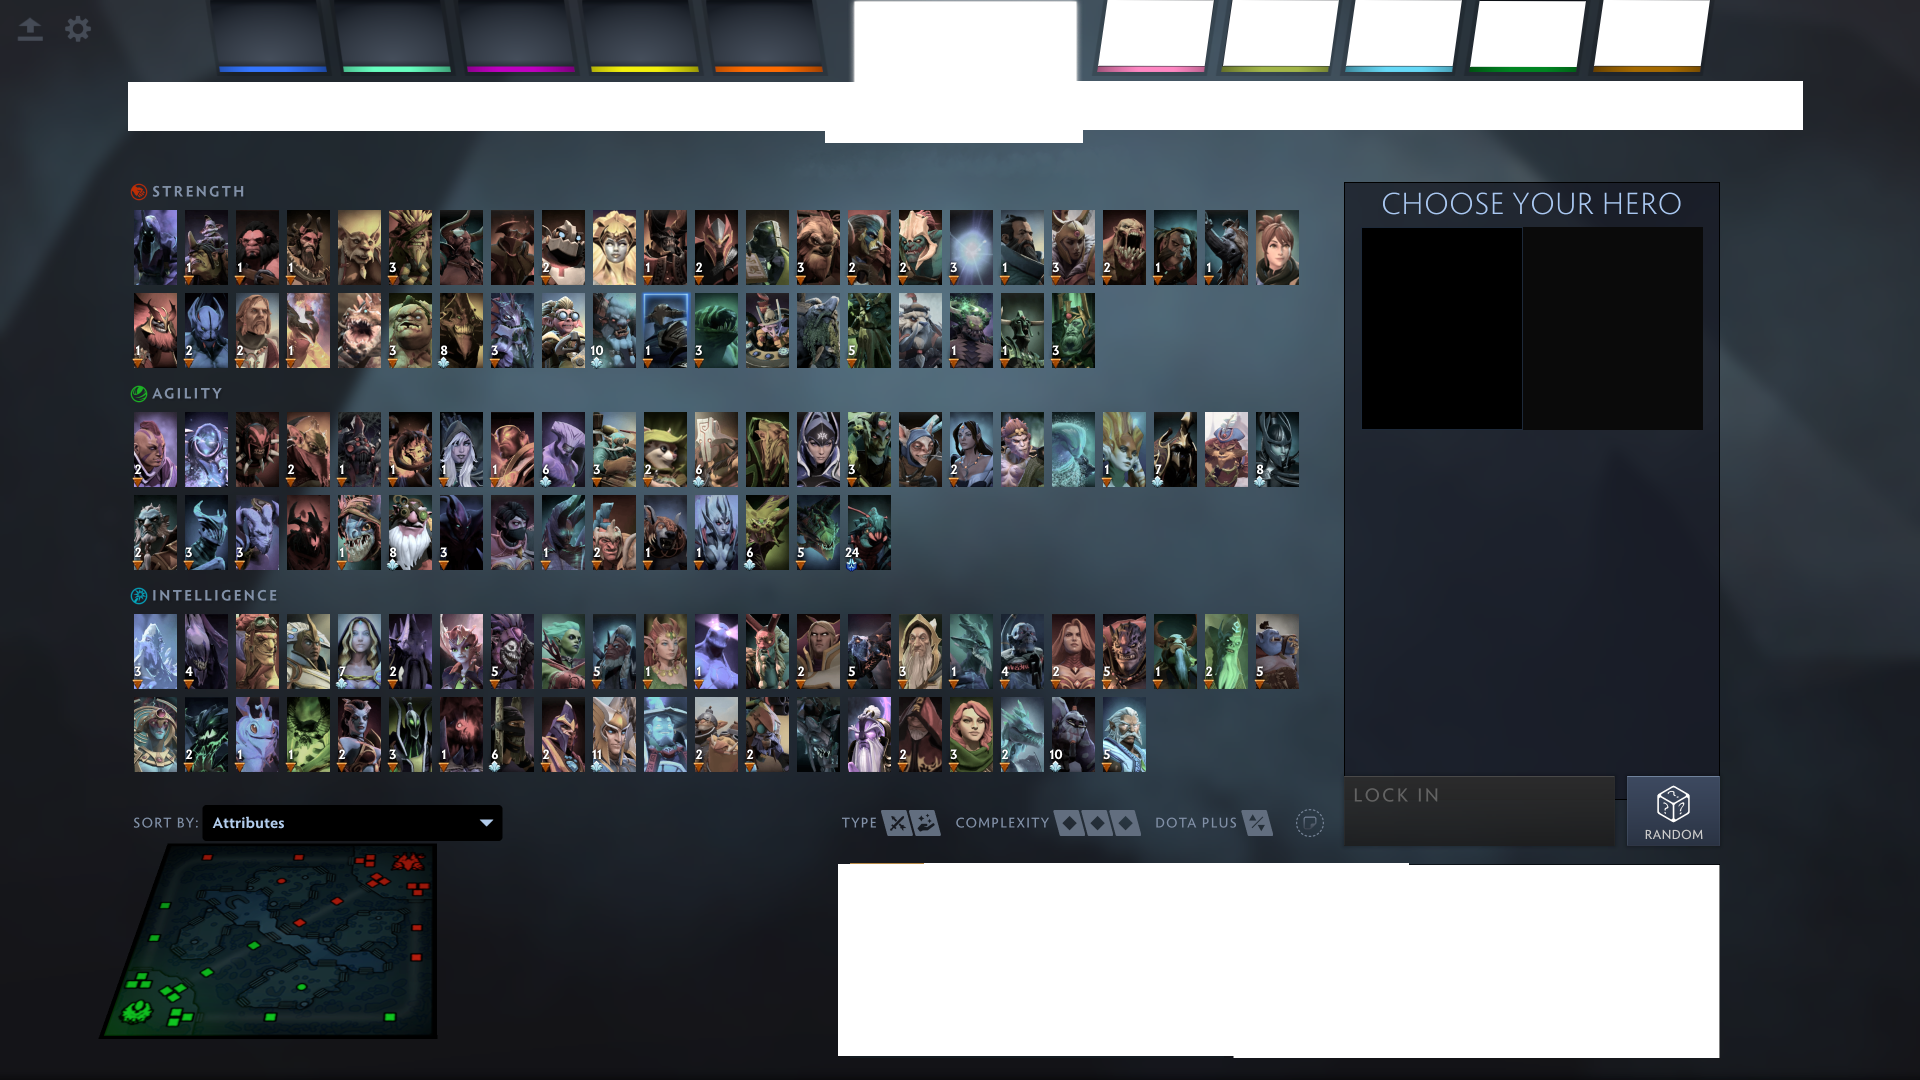 STRENGTH
1 1 1 3 2 1 2 3 2 2 3 1 3 2 1 1
1 2 2 1 3 8 3 10 1 3 5 1 1 3
AGILITY
2 2 1 1 1 1 6 3 2 6 3 2 1 7 8
2 3 3 1 8 3 1 2 1 1 6 5 24
INTELLIGENCE
3 4 7 2 5 5 1 1 2 5 3 1 4 2 5 1 2 5
2 1 1 2 3 1 6 2 11 2 2 2 3 2 10 5
CHOOSE YOUR HERO
LOCK IN
RANDOM
SORT BY: Attributes
TYPE COMPLEXITY DOTA PLUS